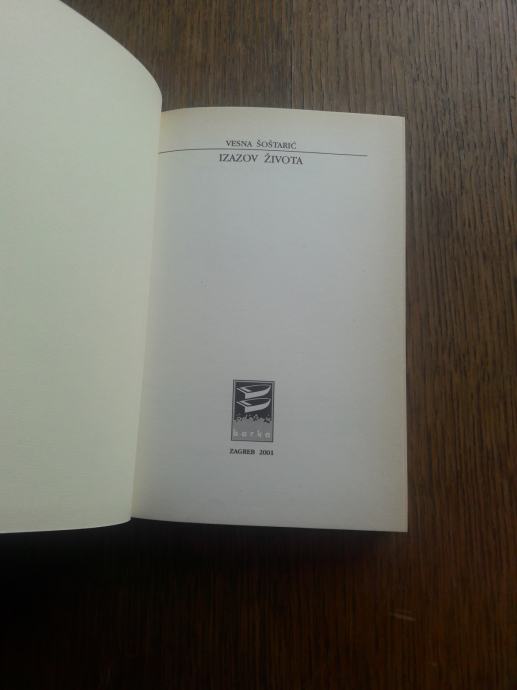 VESNA ŠOŠTARIĆ
IZAZOV ŽIVOTA
barka
ZAGREB 2001